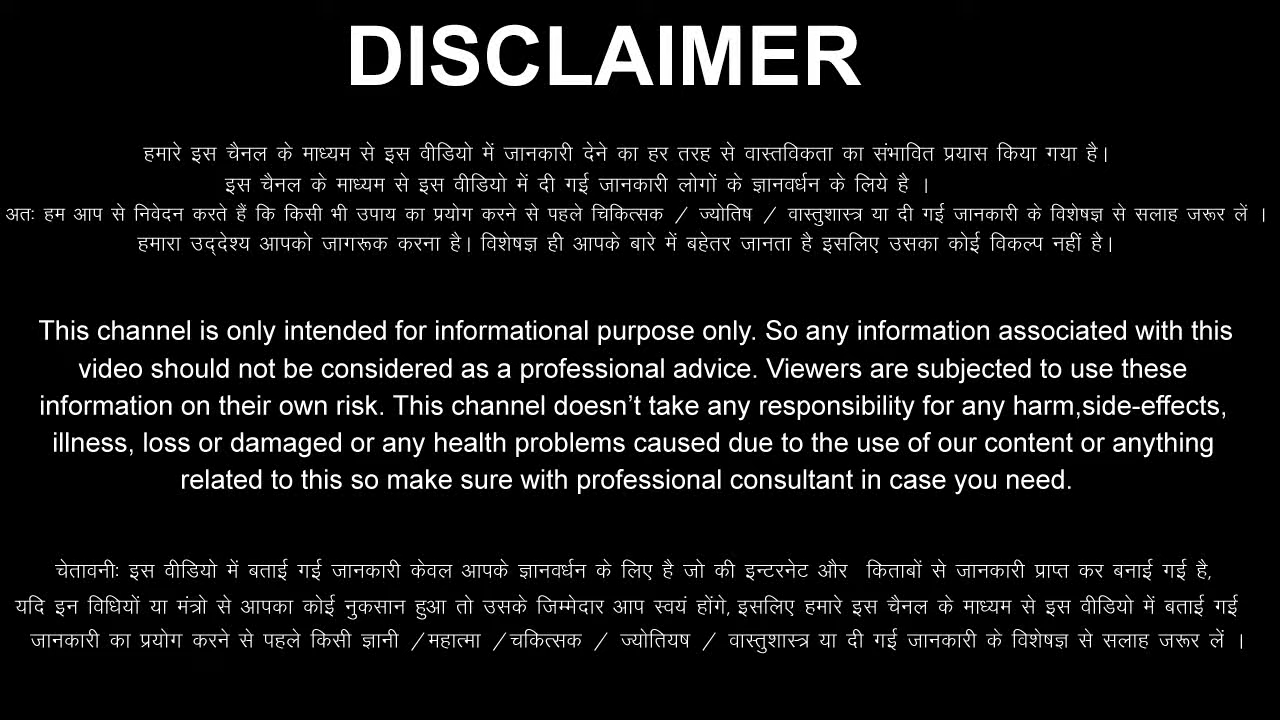 DISCLAIMER
हमारे इस चैनल के माध्यम से इस वीडियो में जानकारी देने का हर तरह से वास्तविकता का संभावित प्रयास किया गया है।
इस चैनल के माध्यम से इस वीडियो में दी गई जानकारी लोगों के ज्ञानवर्धन के लिये है ।
अतः हम आप से निवेदन करते हैं कि किसी भी उपाय का प्रयोग करने से पहले चिकित्सक / ज्योतिष / वास्तुशास्त्र या दी गई जानकारी के विशेषज्ञ से सलाह जरूर लें ।
हमारा उद्देश्य आपको जागरूक करना है। विशेषज्ञ ही आपके बारे में बहेतर जानता है इसलिए उसका कोई विकल्प नहीं है।
This channel is only intended for informational purpose only. So any information associated with this
video should not be considered as a professional advice. Viewers are subjected to use these
information on their own risk. This channel doesn’t take any responsibility for any harm,side-effects,
illness, loss or damaged or any health problems caused due to the use of our content or anything
related to this so make sure with professional consultant in case you need.
चेतावनीः इस वीडियो में बताई गई जानकारी केवल आपके ज्ञानवर्धन के लिए है जो की इन्टरनेट और किताबों से जानकारी प्राप्त कर बनाई गई है,
यदि इन विधियों या मंत्रो से आपका कोई नुकसान हुआ तो उसके जिम्मेदार आप स्वयं होंगे, इसलिए हमारे इस चैनल के माध्यम से इस वीडियो में बताई गई
जानकारी का प्रयोग करने से पहले किसी ज्ञानी /महात्मा /चकित्सक / ज्योतियष / वास्तुशास्त्र या दी गई जानकारी के विशेषज्ञ से सलाह जरूर लें ।